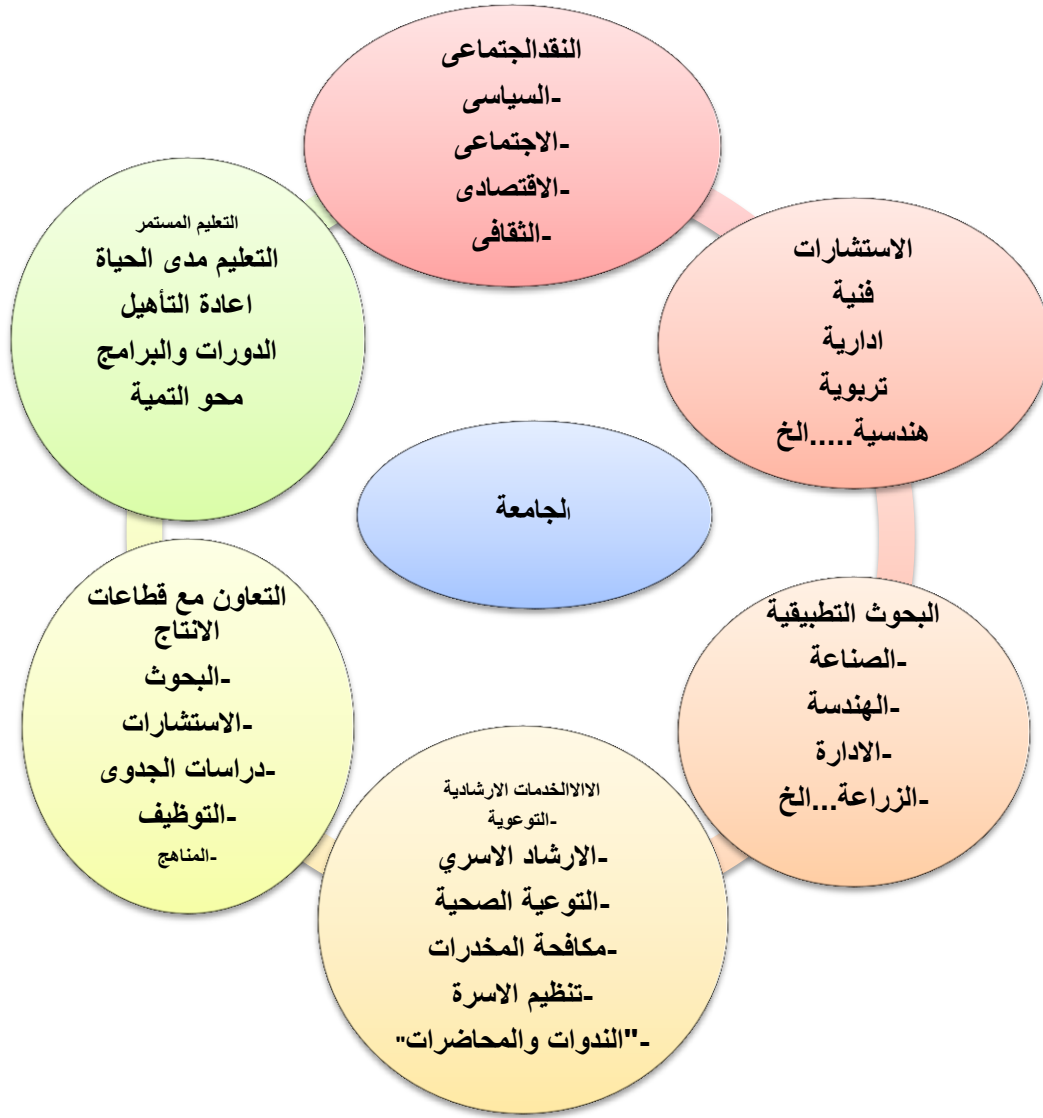 النقدالجتماعى
-السياسى
-الاجتماعى
-الاقتصادى
-الثقافى
الاستشارات
فنية
ادارية
تربوية
هندسية.....الخ
البحوث التطبيقية
-الصناعة
-الهندسة
-الادارة
-الزراعة...الخ
الالاالخدمات الارشادية
-التوعوية
-الارشاد الاسري
-التوعية الصحية
-مكافحة المخدرات
-تنظيم الاسرة
-"الندوات والمحاضرات"
التعاون مع قطاعات
الانتاج
-البحوث
-الاستشارات
-دراسات الجدوى
-التوظيف
-المناهج
التعليم المستمر
التعليم مدى الحياة
اعادة التأهيل
الدورات والبرامج
محو التمية
الجامعة